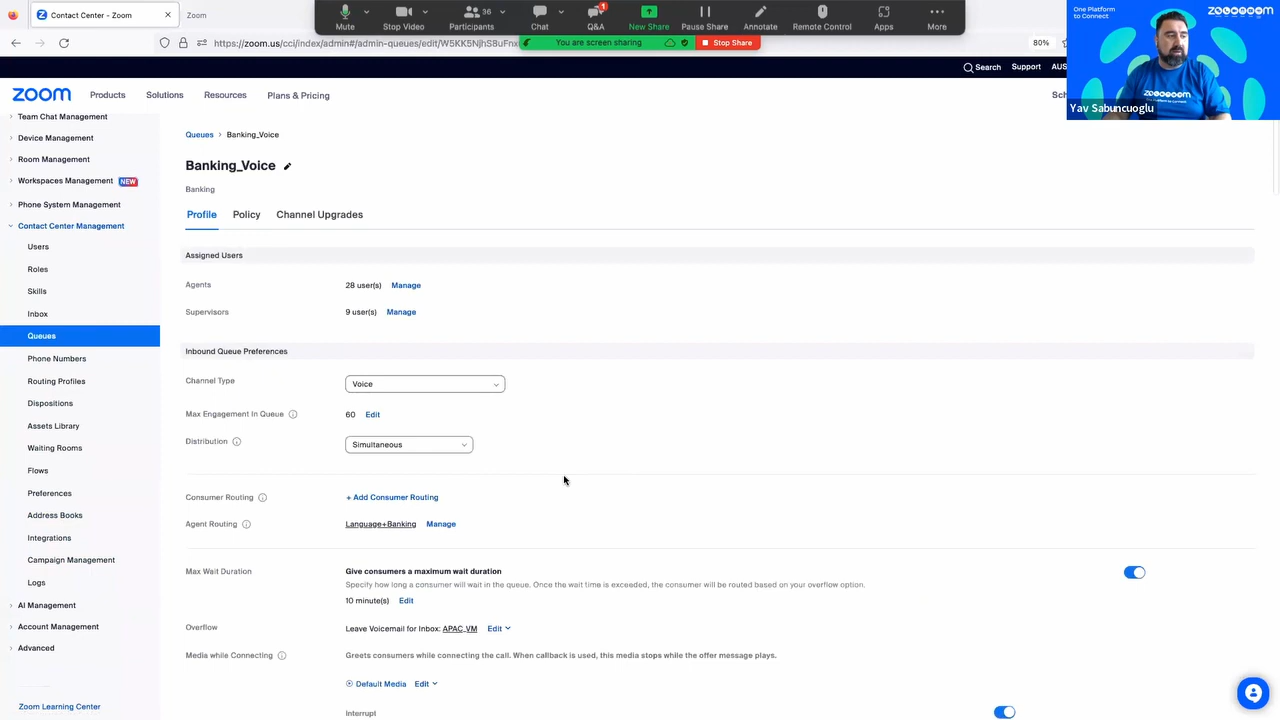 Contact Center - Zoom
Zoom
Mute
Stop Video
36
Participants
Chat
1
Q&A
New Share
Pause Share
Annotate
Remote Control
Apps
More
One Platform
to Connect
https://zoom.us/cci/index/admin#/admin-queues/edit/W5KK5NjhS8uFnx
You are screen sharing
Stop Share
80%
Search
Support
zoom
Products
Solutions
Resources
Plans & Pricing
Yav Sabuncuoglu
Team Chat Management
Device Management
Room Management
Workspaces Management NEW
Phone System Management
Contact Center Management
Users
Roles
Skills
Inbox
Queues
Phone Numbers
Routing Profiles
Dispositions
Assets Library
Waiting Rooms
Flows
Preferences
Address Books
Integrations
Campaign Management
Logs
AI Management
Account Management
Advanced
Zoom Learning Center
Queues > Banking_Voice
Banking_Voice
Banking
Profile
Policy
Channel Upgrades
Assigned Users
Agents 28 user(s) Manage
Supervisors 9 user(s) Manage
Inbound Queue Preferences
Channel Type Voice
Max Engagement In Queue 60 Edit
Distribution Simultaneous
Consumer Routing + Add Consumer Routing
Agent Routing Language+Banking Manage
Max Wait Duration Give consumers a maximum wait duration
Specify how long a consumer will wait in the queue. Once the wait time is exceeded, the consumer will be routed based on your overflow option.
10 minute(s) Edit
Overflow Leave Voicemail for Inbox: APAC_VM Edit
Media while Connecting Greets consumers while connecting the call. When callback is used, this media stops while the offer message plays.
Default Media Edit
Interrupt